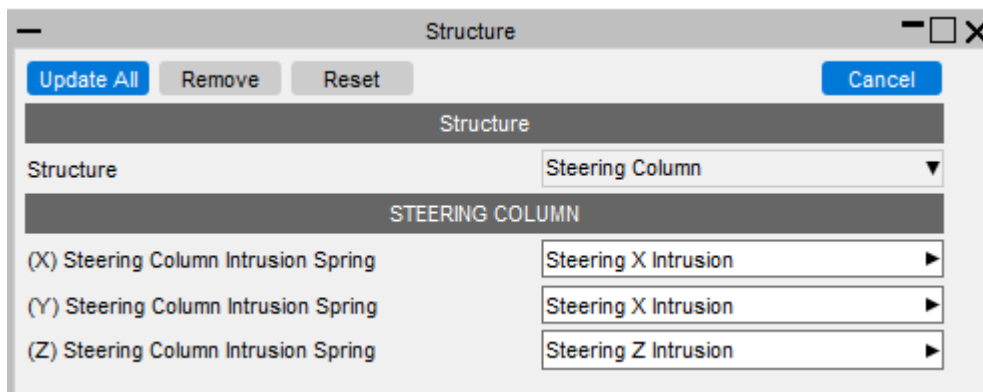 Structure
Update All Remove Reset Cancel
Structure
Structure Steering Column
STEERING COLUMN
(X) Steering Column Intrusion Spring Steering X Intrusion
(Y) Steering Column Intrusion Spring Steering X Intrusion
(Z) Steering Column Intrusion Spring Steering Z Intrusion